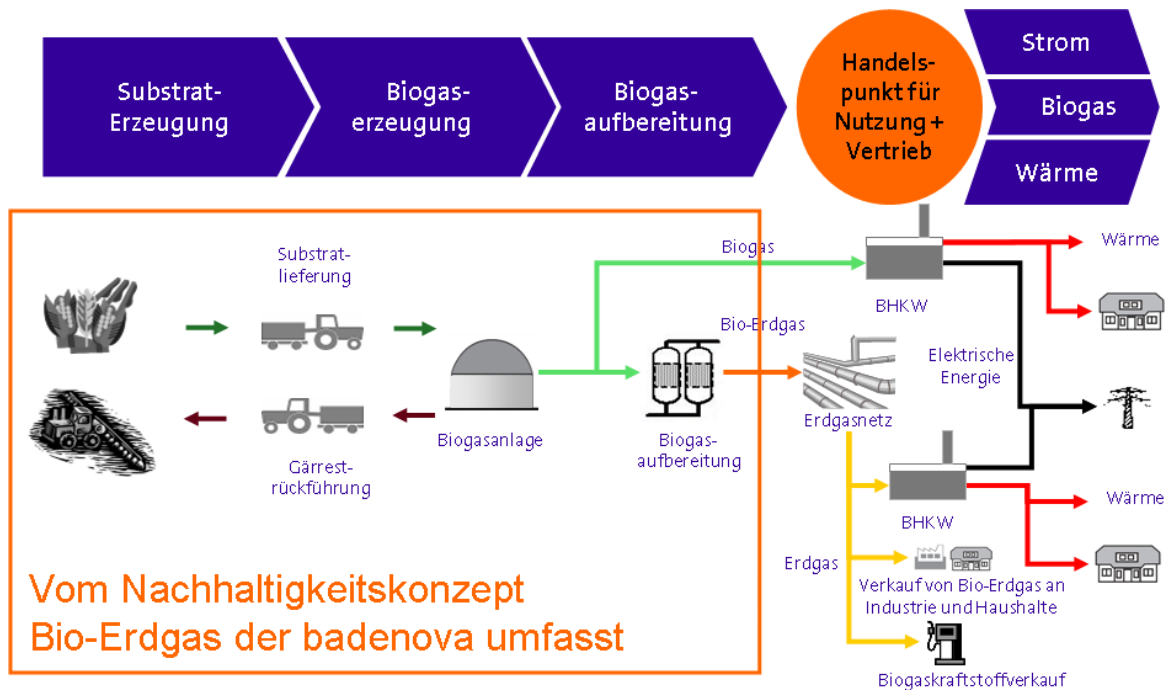 Substrat-
Erzeugung
Biogas-
erzeugung
Biogas-
aufbereitung
Handels-
punkt für
Nutzung +
Vertrieb
Strom
Biogas
Wärme
Substrat-
lieferung
Biogas
BHKW
Wärme
Bio-Erdgas
Elektrische
Energie
Biogasanlage
Biogas-
aufbereitung
Erdgasnetz
Gärrest-
rückführung
BHKW
Wärme
Erdgas
Verkauf von Bio-Erdgas an
Industrie und Haushalte
Biogaskraftstoffverkauf
Vom Nachhaltigkeitskonzept
Bio-Erdgas der badenova umfasst